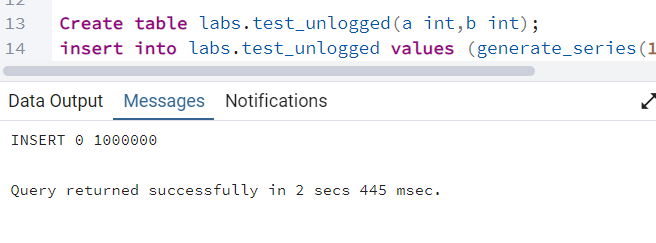 13 Create table labs.test_unlogged(a int,b int);
14 insert into labs.test_unlogged values (generate_series(1
Data Output Messages Notifications
INSERT 0 1000000
Query returned successfully in 2 secs 445 msec.